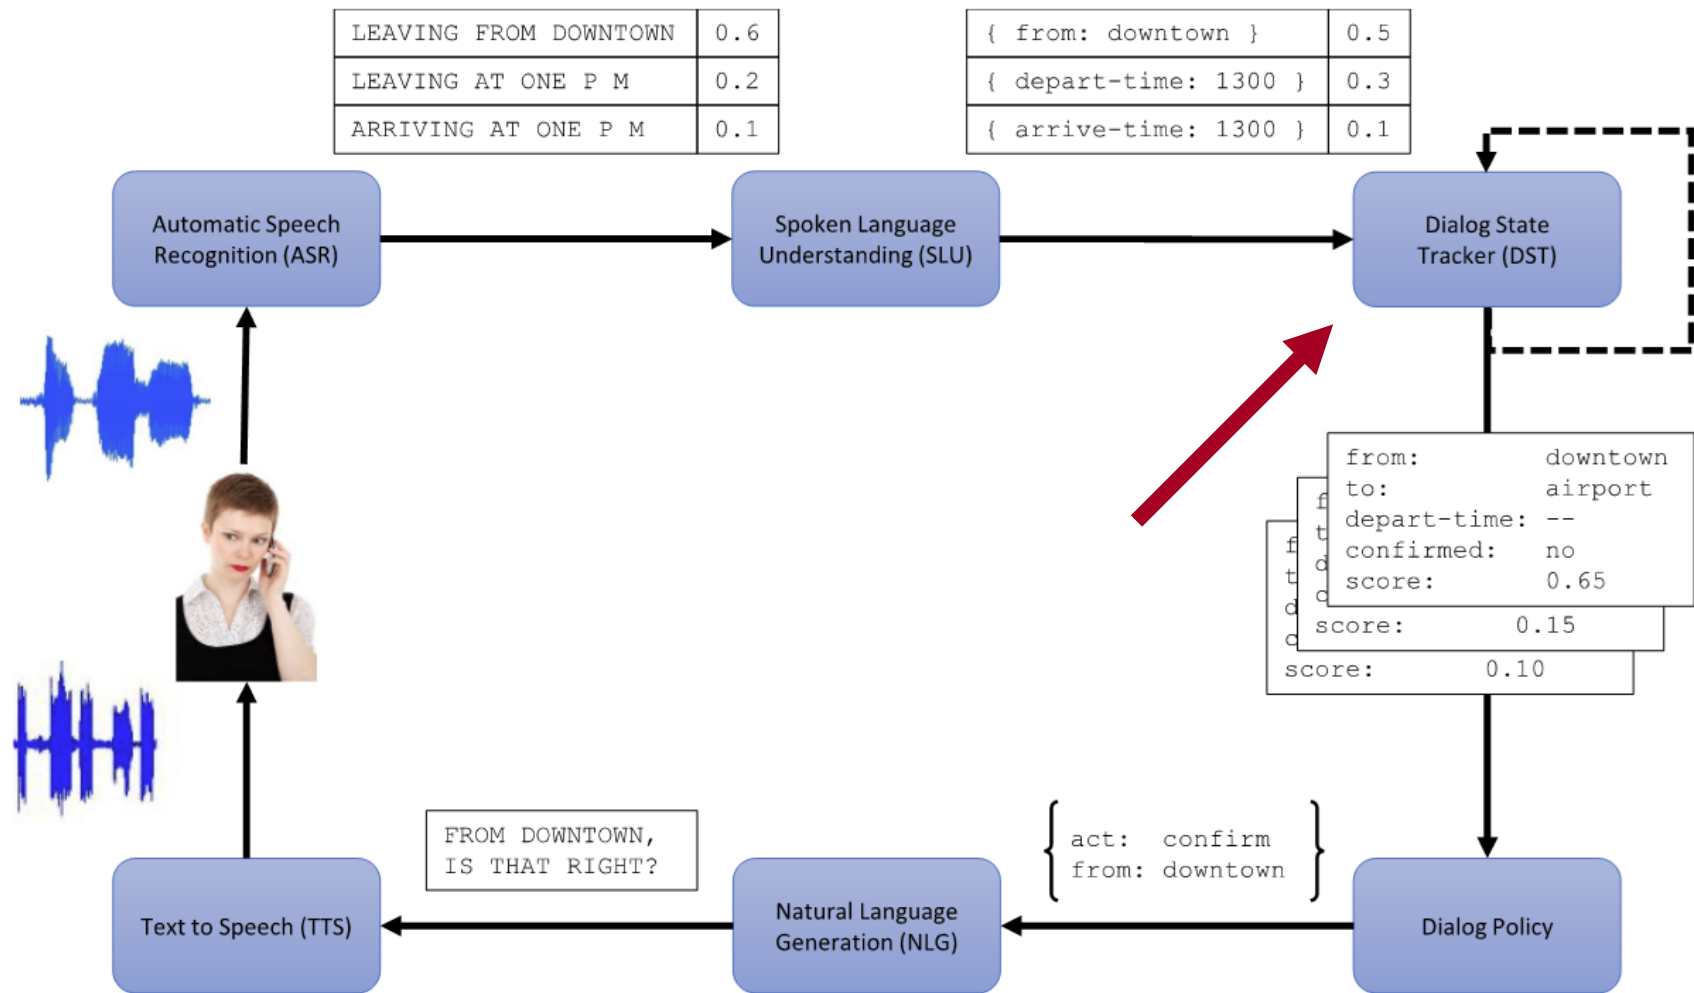 LEAVING FROM DOWNTOWN 0.6
LEAVING AT ONE P M 0.2
ARRIVING AT ONE P M 0.1
{ from: downtown } 0.5
{ depart-time: 1300 } 0.3
{ arrive-time: 1300 } 0.1
Automatic Speech
Recognition (ASR)
Spoken Language
Understanding (SLU)
Dialog State
Tracker (DST)
from: downtown
to: airport
depart-time: --
confirmed: no
score: 0.65
f
t
d
c
score: 0.15
f
t
d
c
score: 0.10
act: confirm
from: downtown
FROM DOWNTOWN,
IS THAT RIGHT?
Text to Speech (TTS)
Natural Language
Generation (NLG)
Dialog Policy